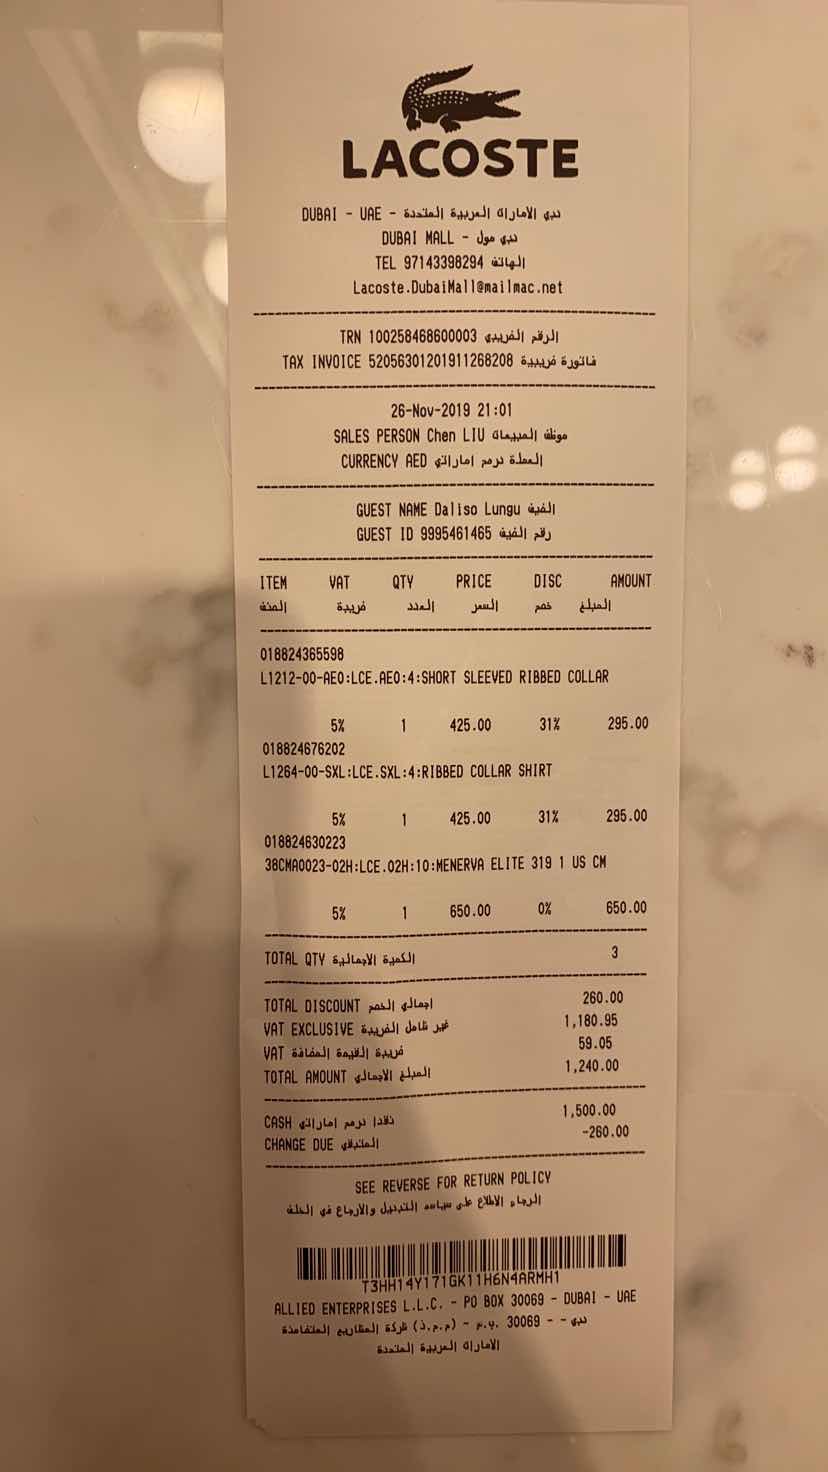 LACOSTE
DUBAI - UAE - دبي الامارات العربية المتحدة
DUBAI MALL - دبي مول
TEL 97143398294 الهاتف
Lacoste.DubaiMall@mailmac.net
TRN 100258468600003 الرقم الضريبي
TAX INVOICE 52056301201911268208 فاتورة ضريبية
26-Nov-2019 21:01
SALES PERSON Chen LIU موظف المبيعات
CURRENCY AED العملة درهم اماراتي
GUEST NAME Daliso Lungu الضيف
GUEST ID 9995461465 رقم الضيف
ITEM VAT QTY PRICE DISC AMOUNT
الصنف ضريبة العدد السعر خصم المبلغ
018824365598
L1212-00-AE0:LCE.AE0:4:SHORT SLEEVED RIBBED COLLAR
5% 1 425.00 31% 295.00
018824676202
L1264-00-SXL:LCE.SXL:4:RIBBED COLLAR SHIRT
5% 1 425.00 31% 295.00
018824630223
38CMA0023-02H:LCE.02H:10:MENERVA ELITE 319 1 US CM
5% 1 650.00 0% 650.00
TOTAL QTY الكمية الاجمالية 3
TOTAL DISCOUNT اجمالي الخصم 260.00
VAT EXCLUSIVE غير شامل الضريبة 1,180.95
VAT ضريبة القيمة المضافة 59.05
TOTAL AMOUNT المبلغ الاجمالي 1,240.00
CASH نقدا درهم اماراتي 1,500.00
CHANGE DUE المتبقي -260.00
SEE REVERSE FOR RETURN POLICY
الرجاء الاطلاع على سياسة التبديل والارجاع في الخلف
T3HH14Y171GK11H6N4ARMH1
ALLIED ENTERPRISES L.L.C. - PO BOX 30069 - DUBAI - UAE
شركة المشاريع المتضامنة (ذ.م.م) - ص.ب. 30069 - - دبي
الامارات العربية المتحدة